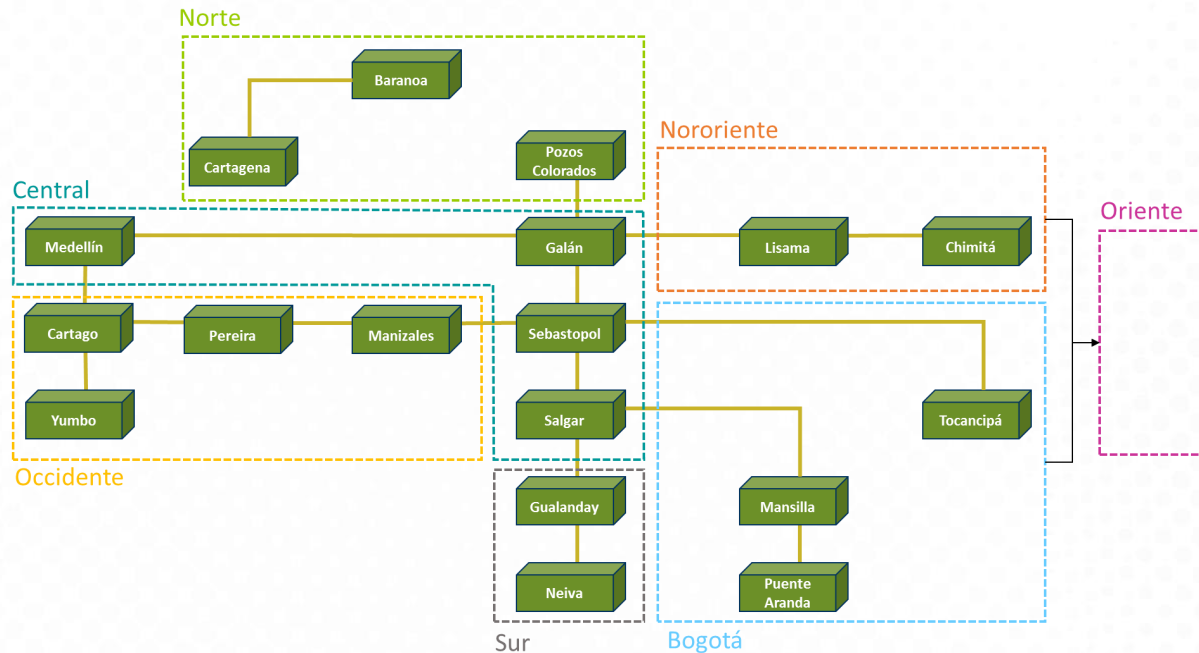 Norte
Baranoa
Cartagena
Pozos
Colorados
Nororiente
Central
Medellín
Galán
Lisama
Chimitá
Oriente
Cartago
Pereira
Manizales
Sebastopol
Yumbo
Salgar
Tocancipá
Occidente
Gualanday
Mansilla
Neiva
Puente
Aranda
Sur
Bogotá